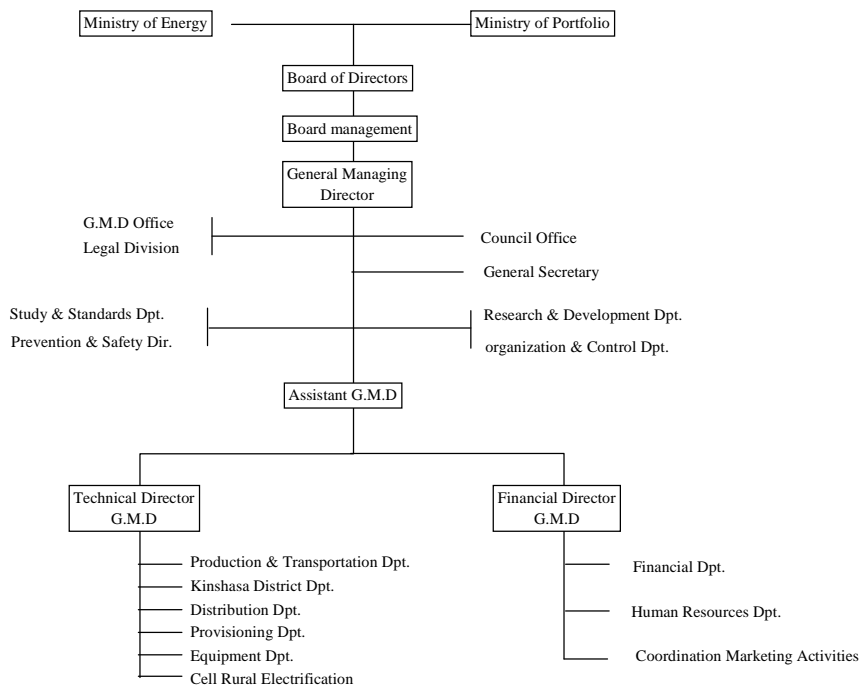 Ministry of Energy
Ministry of Portfolio
Board of Directors
Board management
General Managing
Director
G.M.D Office
Legal Division
Council Office
General Secretary
Study & Standards Dpt.
Prevention & Safety Dir.
Research & Development Dpt.
organization & Control Dpt.
Assistant G.M.D
Technical Director
G.M.D
Financial Director
G.M.D
Production & Transportation Dpt.
Kinshasa District Dpt.
Distribution Dpt.
Provisioning Dpt.
Equipment Dpt.
Cell Rural Electrification
Financial Dpt.
Human Resources Dpt.
Coordination Marketing Activities